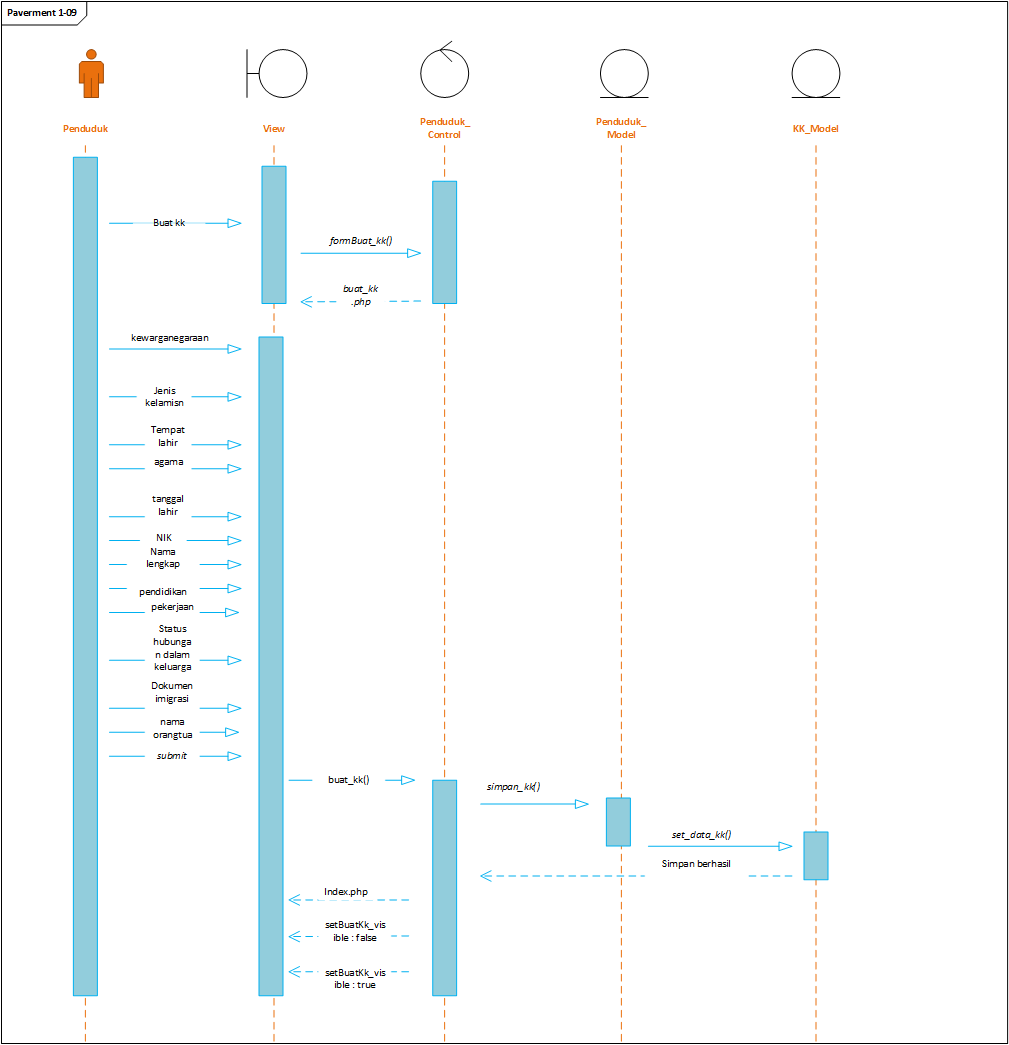 Paverment 1-09
Penduduk
View
Penduduk_
Control
Penduduk_
Model
KK_Model
Buat kk
formBuat_kk()
buat_kk
.php
kewarganegaraan
Jenis
kelamisn
Tempat
lahir
agama
tanggal
lahir
NIK
Nama
lengkap
pendidikan
pekerjaan
Status
hubunga
n dalam
keluarga
Dokumen
imigrasi
nama
orangtua
submit
buat_kk()
simpan_kk()
set_data_kk()
Simpan berhasil
Index.php
setBuatKk_vis
ible : false
setBuatKk_vis
ible : true